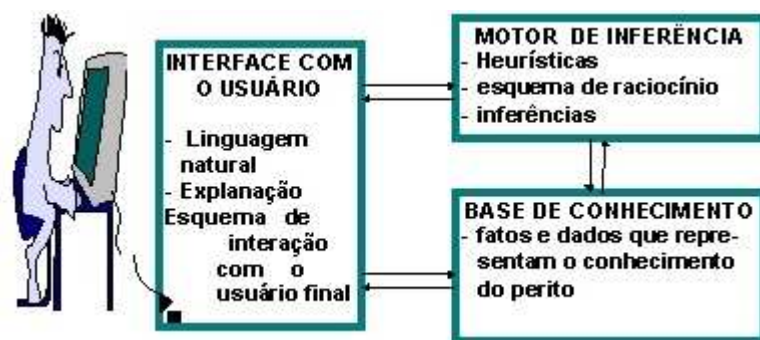 INTERFACE COM
O USUÁRIO
- Linguagem
natural
- Explanação
Esquema de
interação
com o
usuário final
MOTOR DE INFERÊNCIA
- Heurísticas
- esquema de raciocínio
- inferências
BASE DE CONHECIMENTO
- fatos e dados que repre-
sentam o conhecimento
do perito